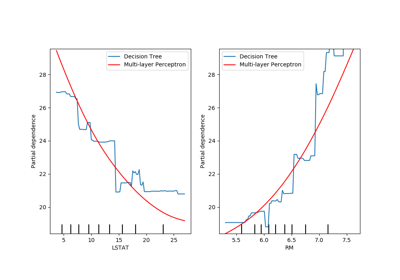 Decision Tree
Multi-layer Perceptron
28
26
24
22
20
Partial dependence
5
10
15
20
25
LSTAT
Decision Tree
Multi-layer Perceptron
28
26
24
22
20
Partial dependence
5.5
6.0
6.5
7.0
7.5
RM